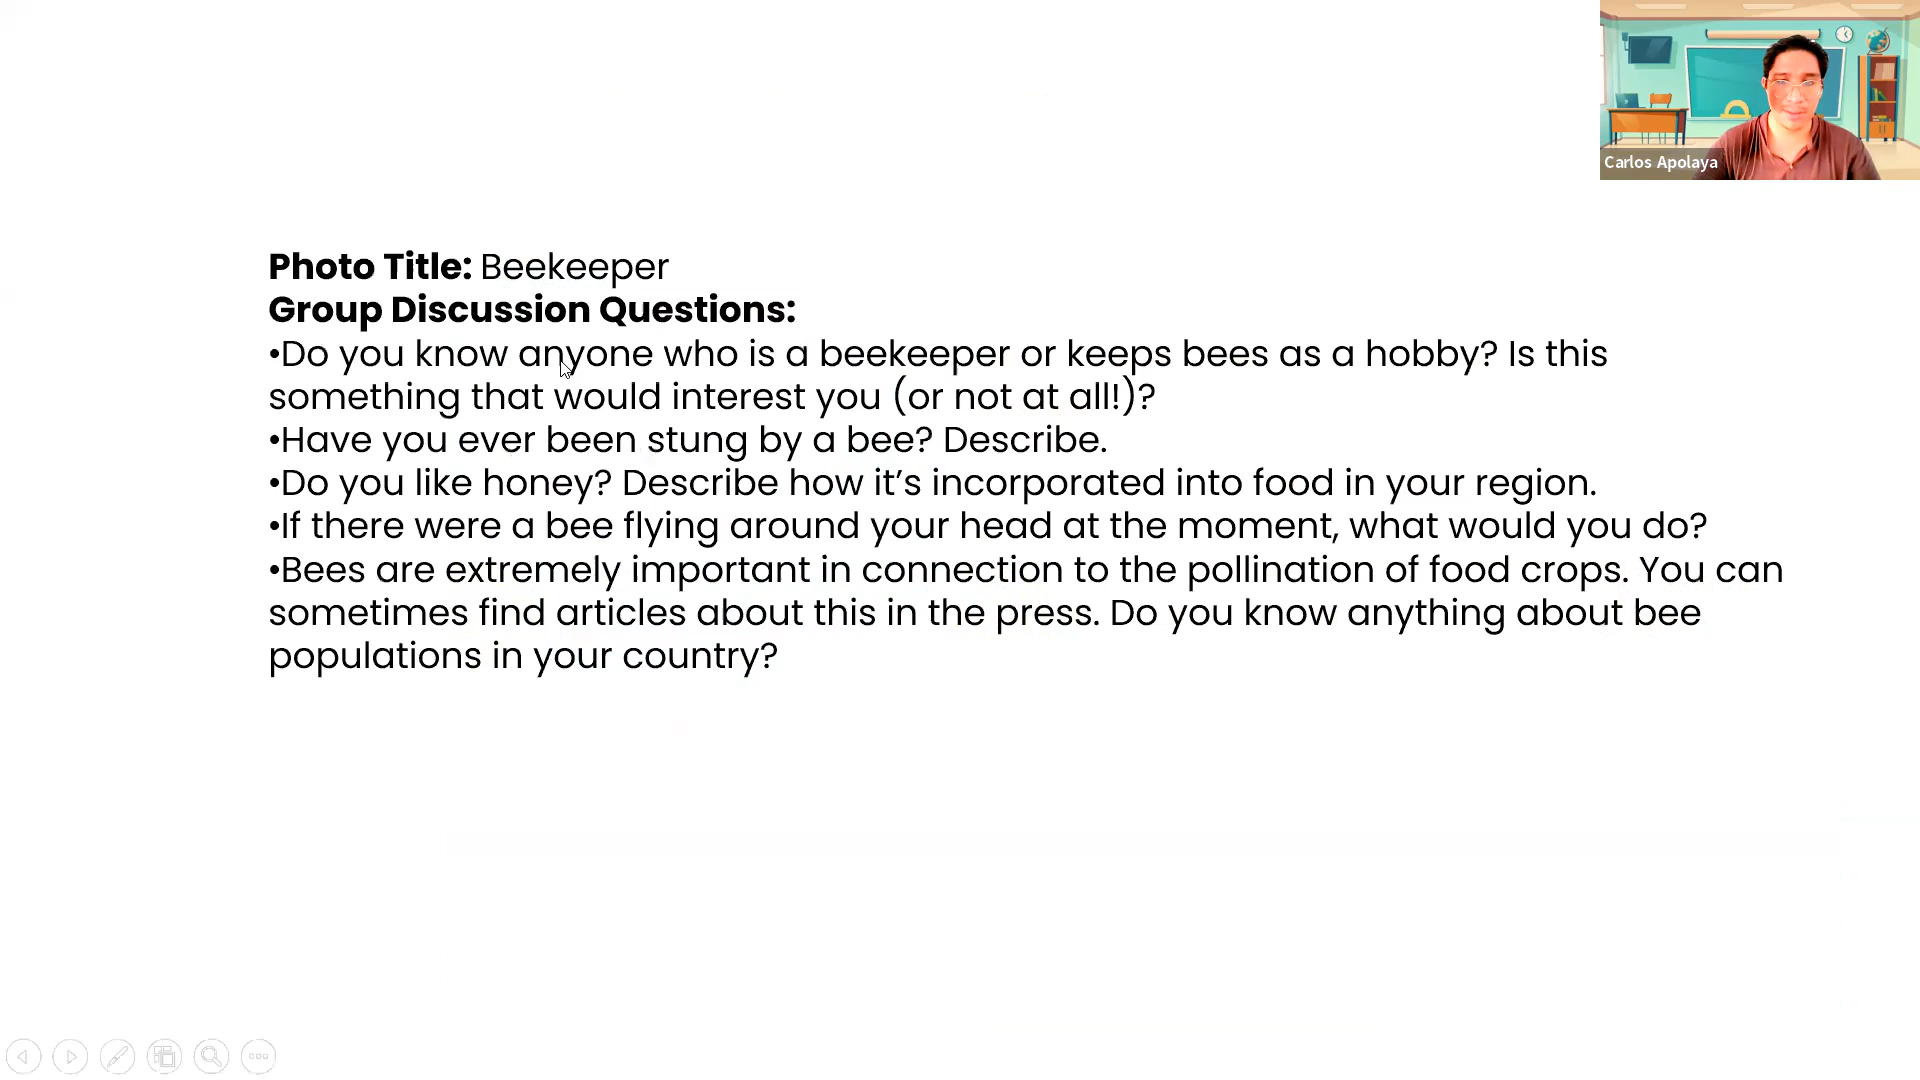 Carlos Apolaya
Photo Title: Beekeeper
Group Discussion Questions:
•Do you know anyone who is a beekeeper or keeps bees as a hobby? Is this
something that would interest you (or not at all!)?
•Have you ever been stung by a bee? Describe.
•Do you like honey? Describe how it’s incorporated into food in your region.
•If there were a bee flying around your head at the moment, what would you do?
•Bees are extremely important in connection to the pollination of food crops. You can
sometimes find articles about this in the press. Do you know anything about bee
populations in your country?